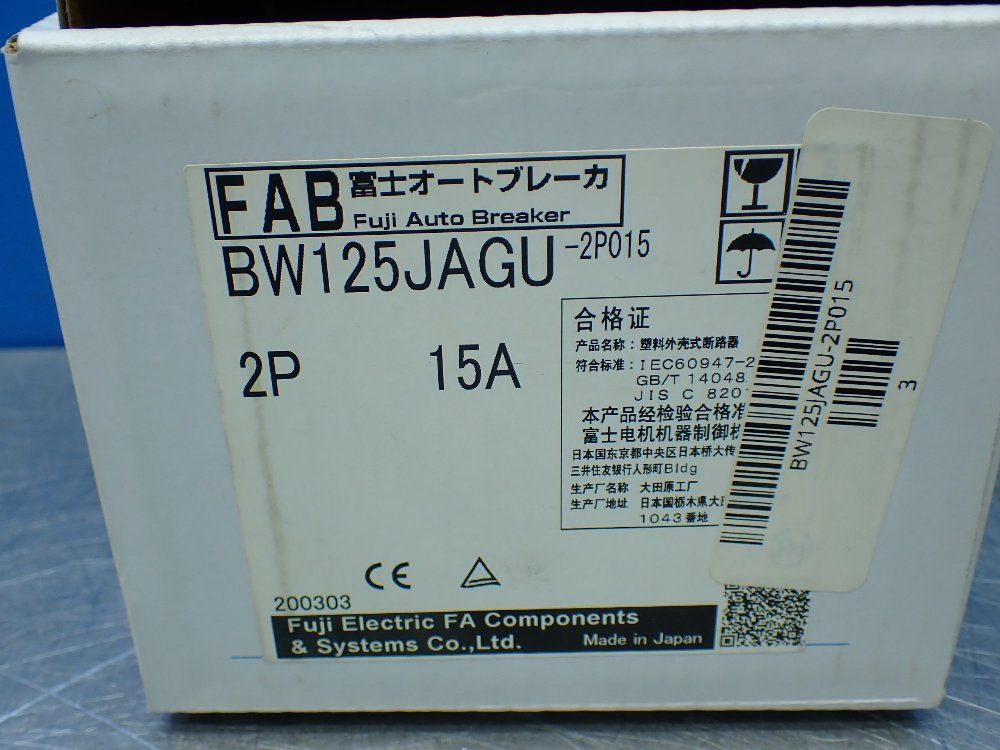 FAB 富士オートブレーカ
Fuji Auto Breaker
BW125JAGU-2P015
2P 15A
合格证
产品名称：塑料外壳式断路器
符合标准：IEC60947-2
GB/T 14048.
JIS C 820
本产品经检验合格准
富士电机机器制御
日本国东京都中央区日本桥大传
三井住友银行人形町Bldg
生产厂名称 大田原工厂
生产厂地址 日本国栃木県大田
1043番地
CE
200303
Fuji Electric FA Components
& Systems Co.,Ltd.
Made in Japan
BW125JAGU-2P015
3